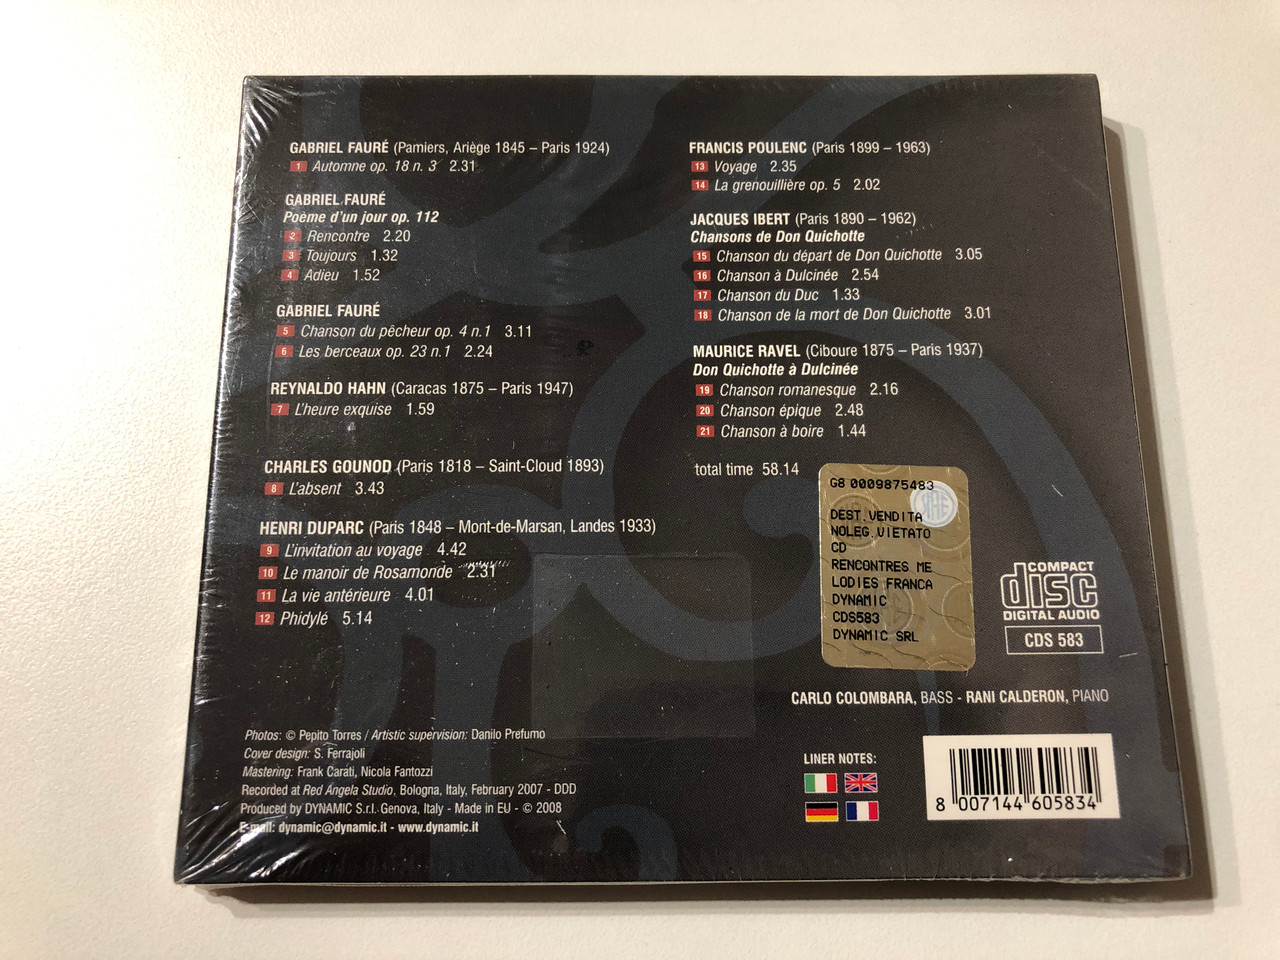 GABRIEL FAURÉ (Pamiers, Ariège 1845 – Paris 1924)
1 Automne op. 18 n. 3 2.31
GABRIEL FAURÉ
Poème d'un jour op. 112
2 Rencontre 2.20
3 Toujours 1.32
4 Adieu 1.52
GABRIEL FAURÉ
5 Chanson du pêcheur op. 4 n.1 3.11
6 Les berceaux op. 23 n.1 2.24
REYNALDO HAHN (Caracas 1875 – Paris 1947)
7 L'heure exquise 1.59
CHARLES GOUNOD (Paris 1818 – Saint-Cloud 1893)
8 L'absent 3.43
HENRI DUPARC (Paris 1848 – Mont-de-Marsan, Landes 1933)
9 L'invitation au voyage 4.42
10 Le manoir de Rosamonde 2.31
11 La vie antérieure 4.01
12 Phidylé 5.14
FRANCIS POULENC (Paris 1899 – 1963)
13 Voyage 2.35
14 La grenouillière op. 5 2.02
JACQUES IBERT (Paris 1890 – 1962)
Chansons de Don Quichotte
15 Chanson du départ de Don Quichotte 3.05
16 Chanson à Dulcinée 2.54
17 Chanson du Duc 1.33
18 Chanson de la mort de Don Quichotte 3.01
MAURICE RAVEL (Ciboure 1875 – Paris 1937)
Don Quichotte à Dulcinée
19 Chanson romanesque 2.16
20 Chanson épique 2.48
21 Chanson à boire 1.44
total time 58.14
G8 0009875483
DEST.VENDITA
NOLEG.VIETATO
CD
RENCONTRES ME
LODIES FRANCA
DYNAMIC
CDS583
DYNAMIC SRL
COMPACT
disc
DIGITAL AUDIO
CDS 583
CARLO COLOMBARA, BASS - RANI CALDERON, PIANO
Photos: © Pepito Torres / Artistic supervision: Danilo Prefumo
Cover design: S. Ferrajoli
Mastering: Frank Carati, Nicola Fantozzi
Recorded at Red Angela Studio, Bologna, Italy, February 2007 - DDD
Produced by DYNAMIC S.r.l. Genova, Italy - Made in EU - © 2008
E-mail: dynamic@dynamic.it - www.dynamic.it
LINER NOTES:
8 007144 605834